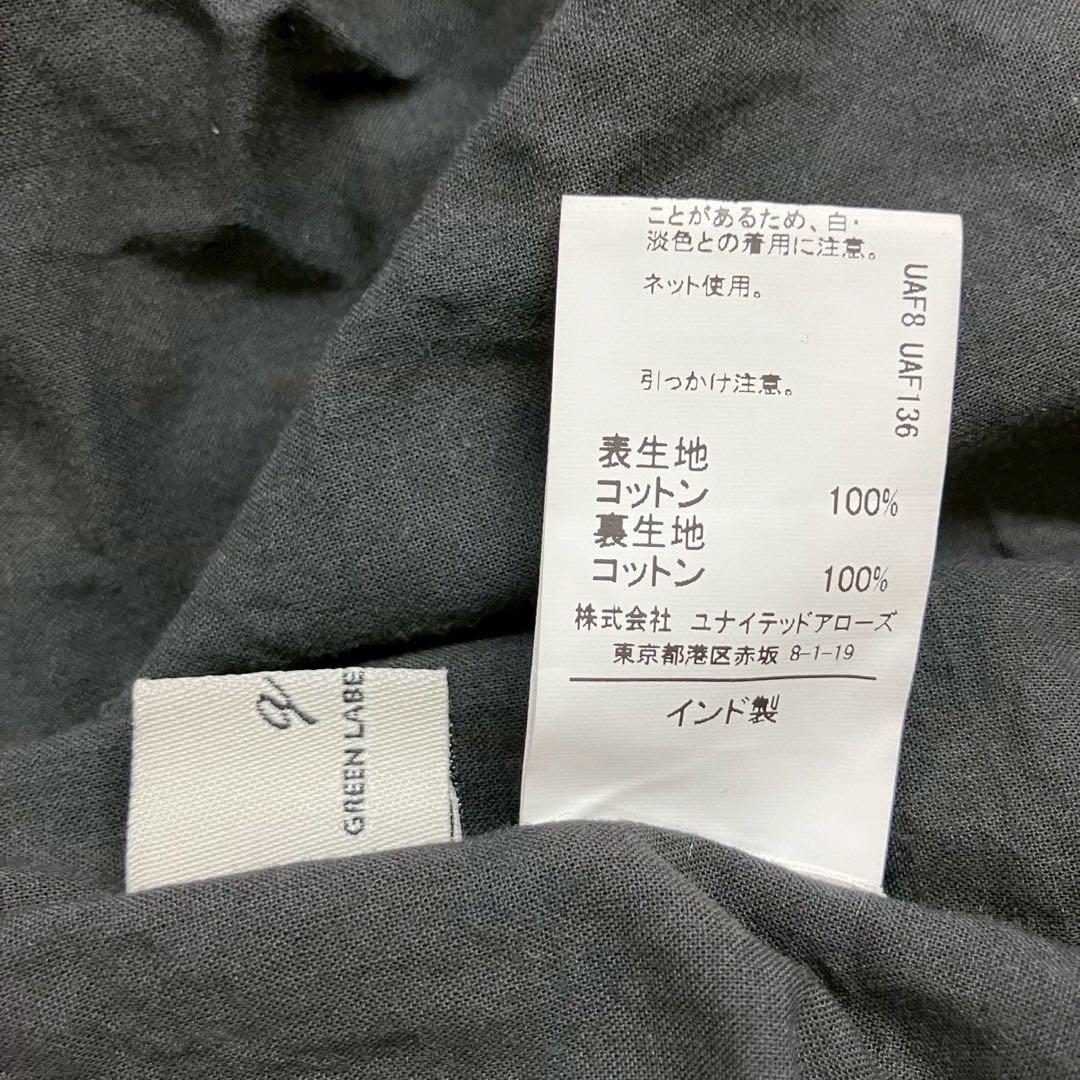 ことがあるため、白・
淡色との着用に注意。
ネット使用。
引っかけ注意。
表生地
コットン 100%
裏生地
コットン 100%
株式会社 ユナイテッドアローズ
東京都港区赤坂 8-1-19
インド製
UAF8 UAF136
GREEN LABE